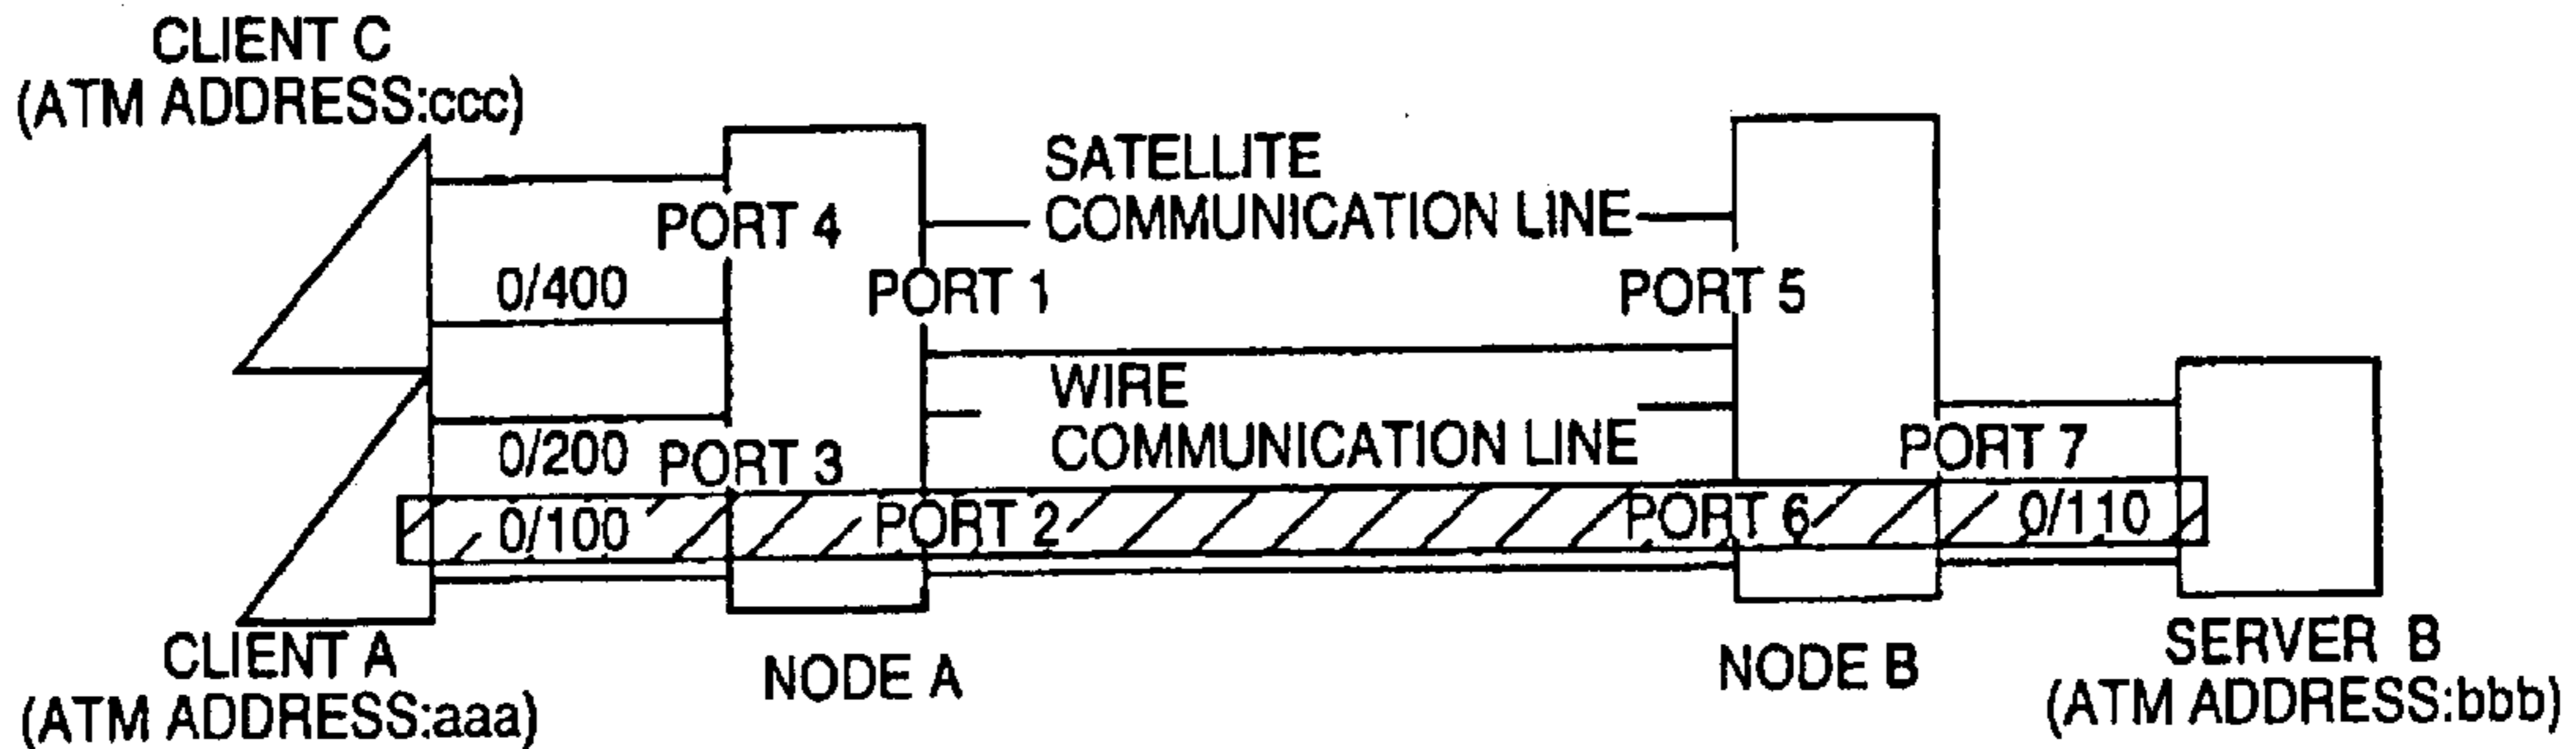 CLIENT C
(ATM ADDRESS:ccc)
SATELLITE
COMMUNICATION LINE
PORT 4
0/400
PORT 1
PORT 5
WIRE
COMMUNICATION LINE
0/200
PORT 3
PORT 7
0/100
PORT 2
PORT 6
0/110
CLIENT A
(ATM ADDRESS:aaa)
NODE A
NODE B
SERVER B
(ATM ADDRESS:bbb)